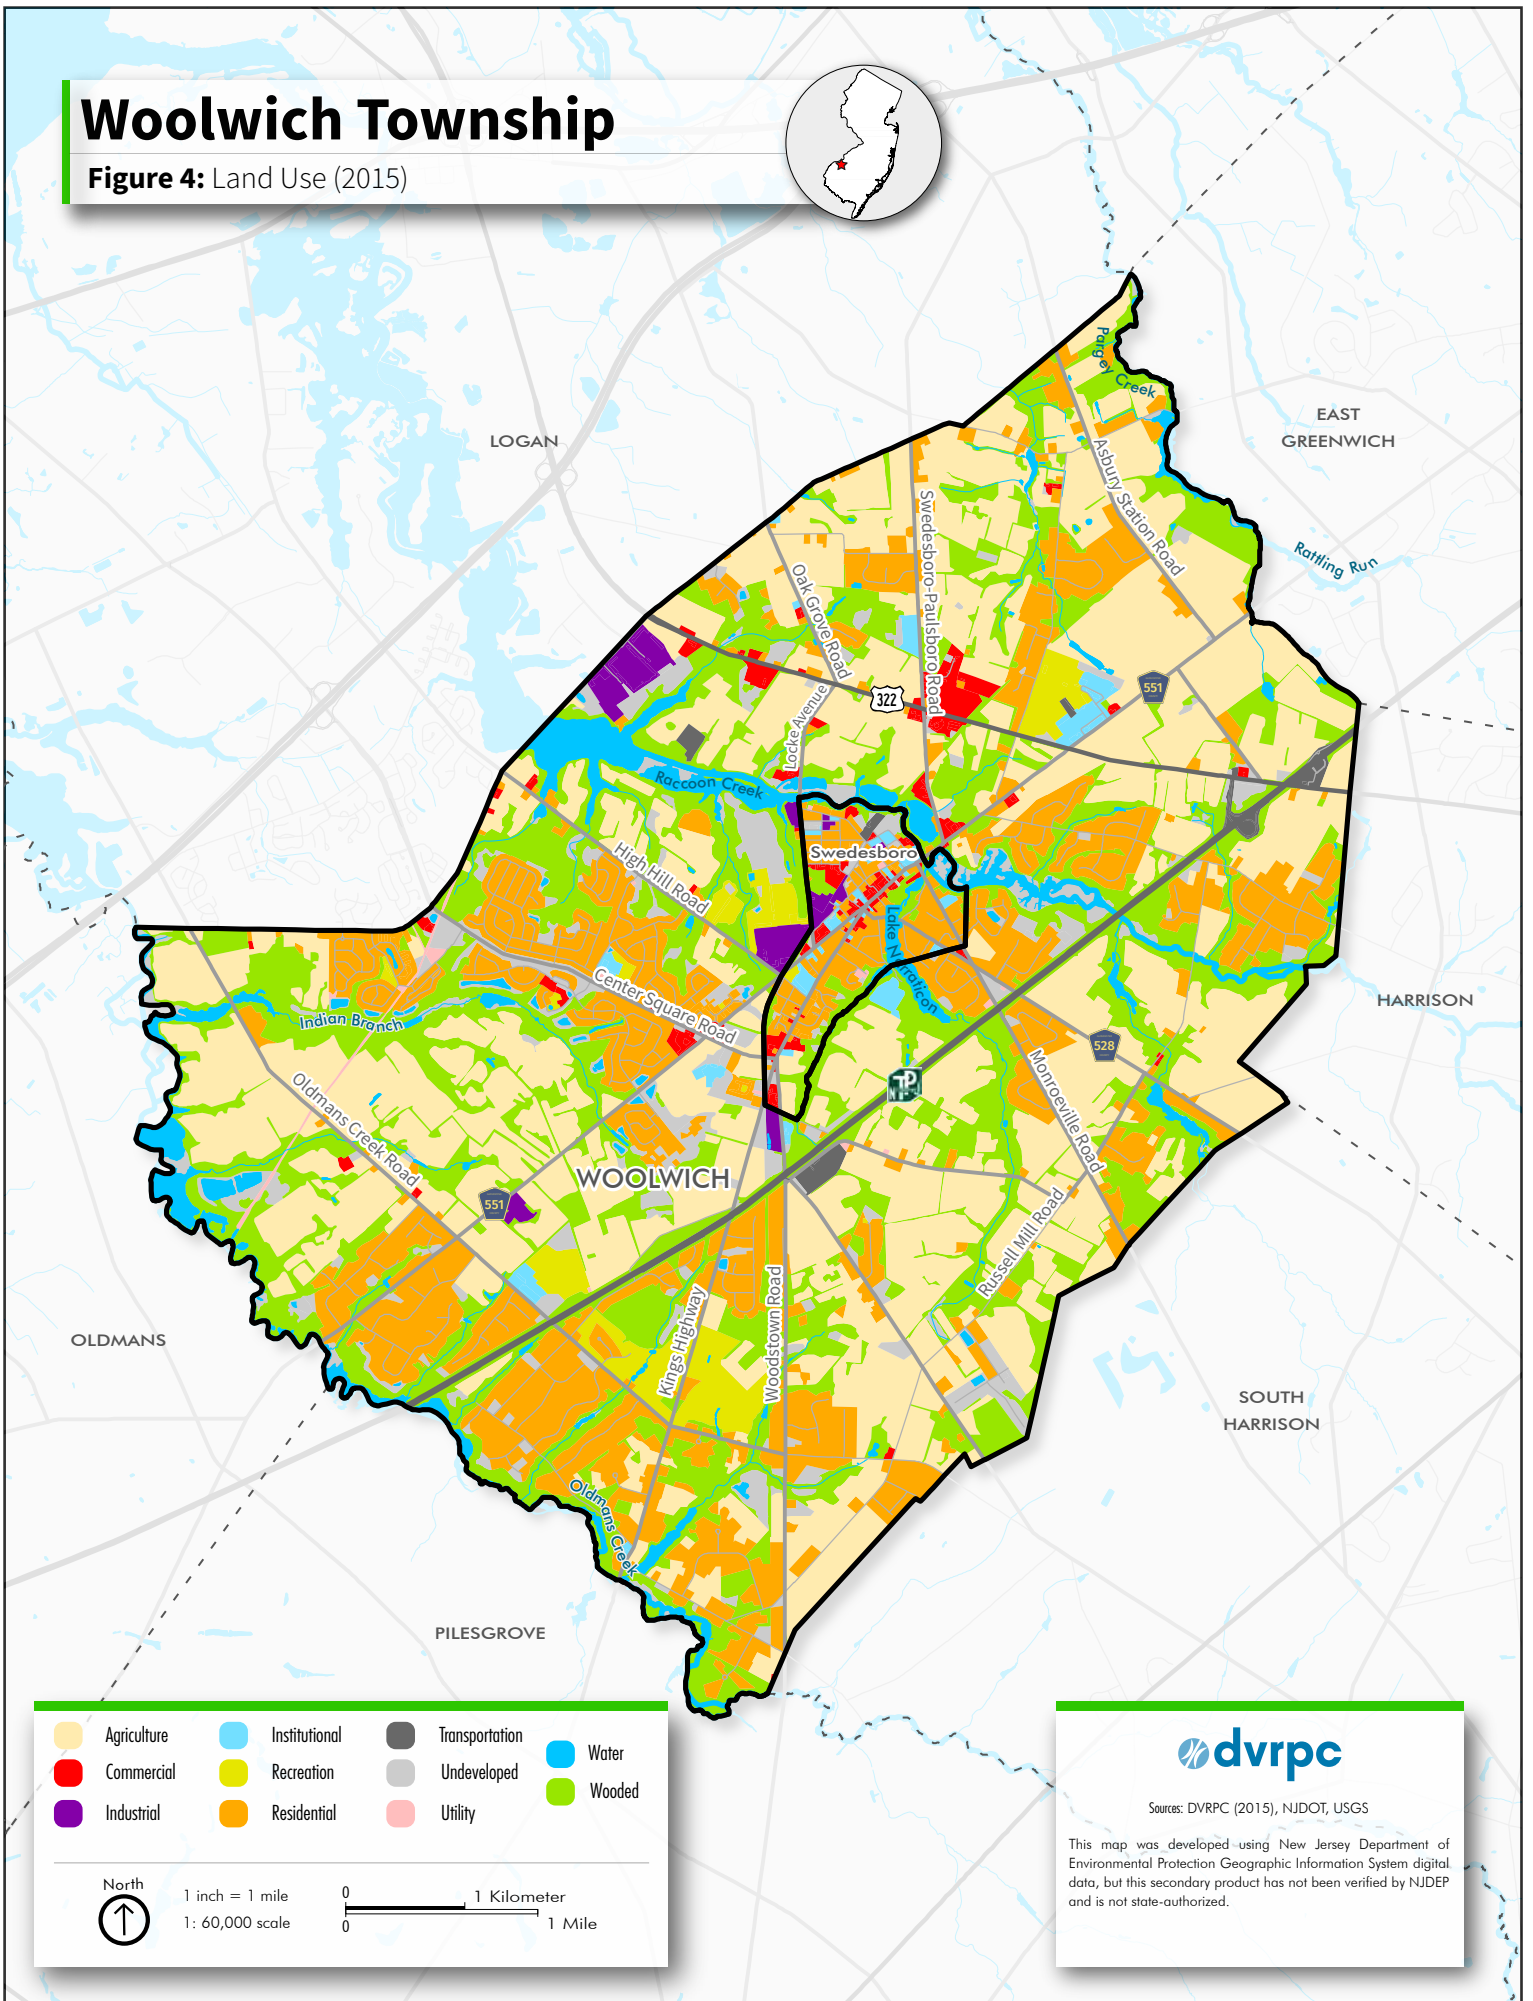 Woolwich Township
Figure 4: Land Use (2015)
LOGAN
EAST
GREENWICH
Pargey Creek
Asbury Station Road
Rattling Run
Swedesboro-Paulsboro Road
Oak Grove Road
551
322
Locke Avenue
Raccoon Creek
Swedesboro
High Hill Road
Lake Narraticon
Center Square Road
Indian Branch
HARRISON
528
TP
Monroeville Road
Oldmans Creek Road
WOOLWICH
551
Russell Mill Road
Kings Highway
Woodstown Road
OLDMANS
SOUTH
HARRISON
Oldmans Creek
PILESGROVE
Agriculture
Commercial
Industrial
Institutional
Recreation
Residential
Transportation
Undeveloped
Utility
Water
Wooded
North
1 inch = 1 mile
1: 60,000 scale
0
1 Kilometer
0
1 Mile
dvrpc
Sources: DVRPC (2015), NJDOT, USGS
This map was developed using New Jersey Department of
Environmental Protection Geographic Information System digital
data, but this secondary product has not been verified by NJDEP
and is not state-authorized.